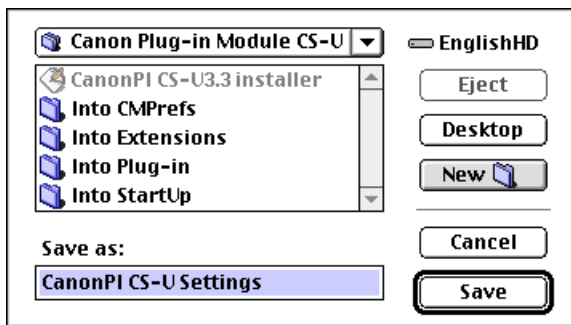 Canon Plug-in Module CS-U
EnglishHD
CanonPI CS-U3.3 installer
Into CMPrefs
Into Extensions
Into Plug-in
Into StartUp
Eject
Desktop
New
Save as:
CanonPI CS-U Settings
Cancel
Save